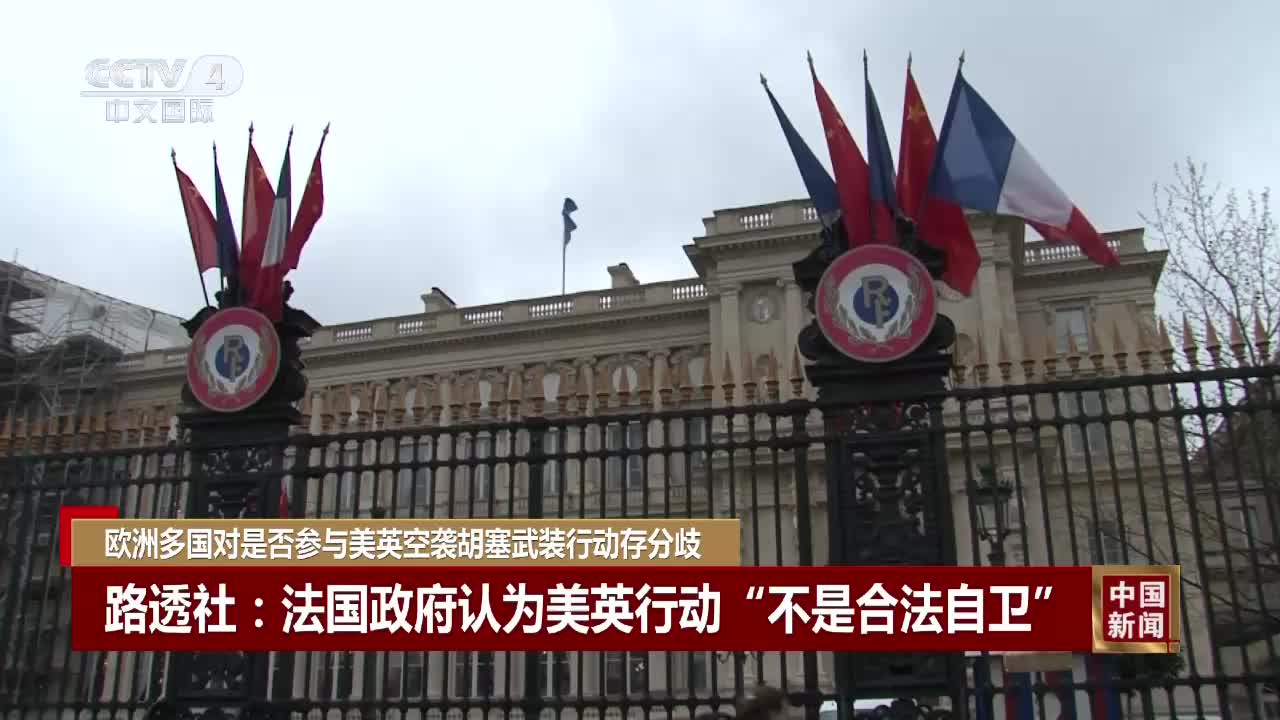 CCTV 4
中文国际
RF
RF
欧洲多国对是否参与美英空袭胡塞武装行动存分歧
路透社：法国政府认为美英行动“不是合法自卫”
中国
新闻